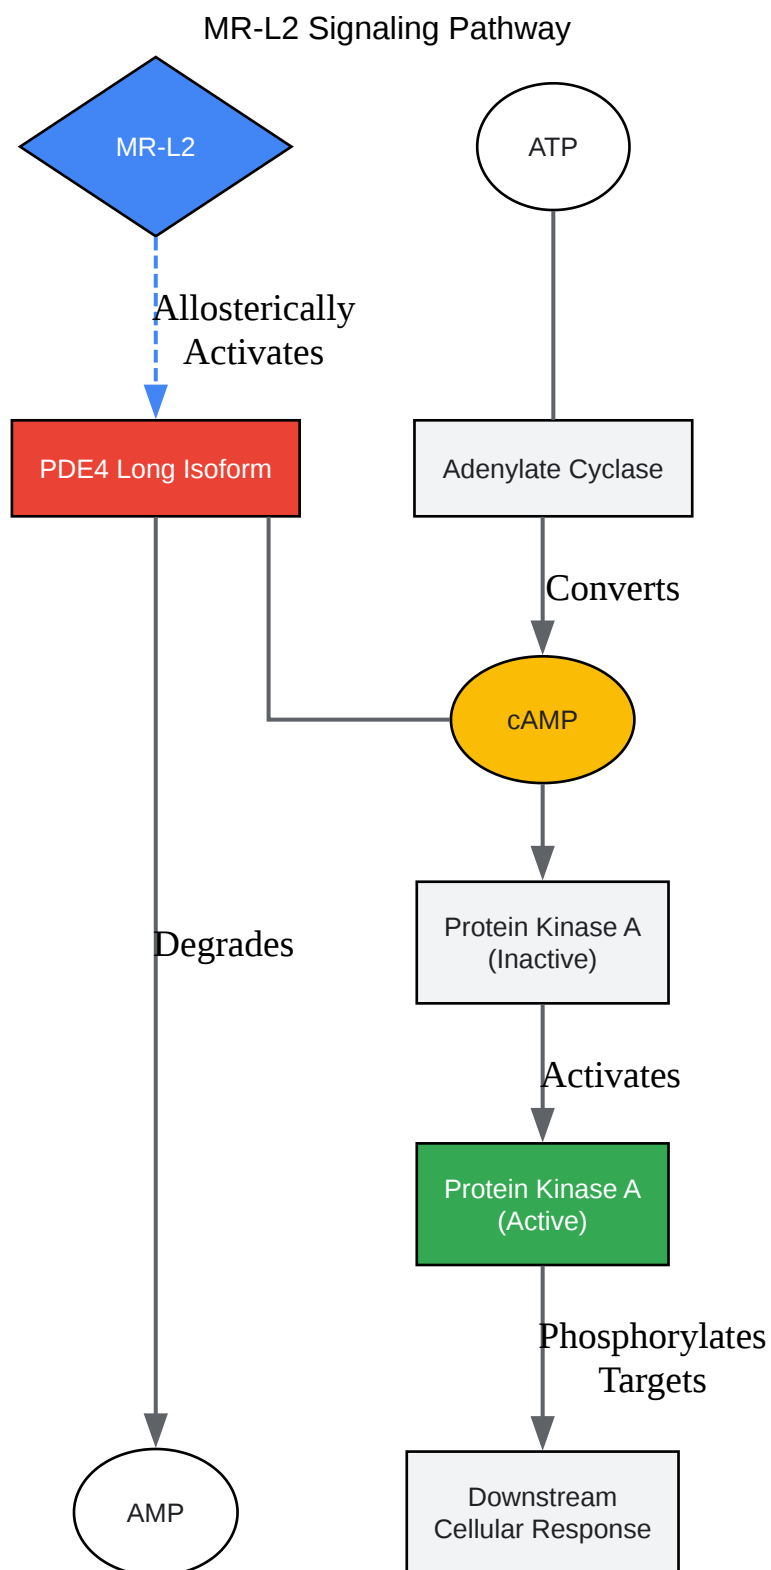 MR-L2 Signaling Pathway
MR-L2
ATP
Allosterically
Activates
PDE4 Long Isoform
Adenylate Cyclase
Converts
cAMP
Protein Kinase A
(Inactive)
Degrades
Activates
Protein Kinase A
(Active)
Phosphorylates
Targets
AMP
Downstream
Cellular Response